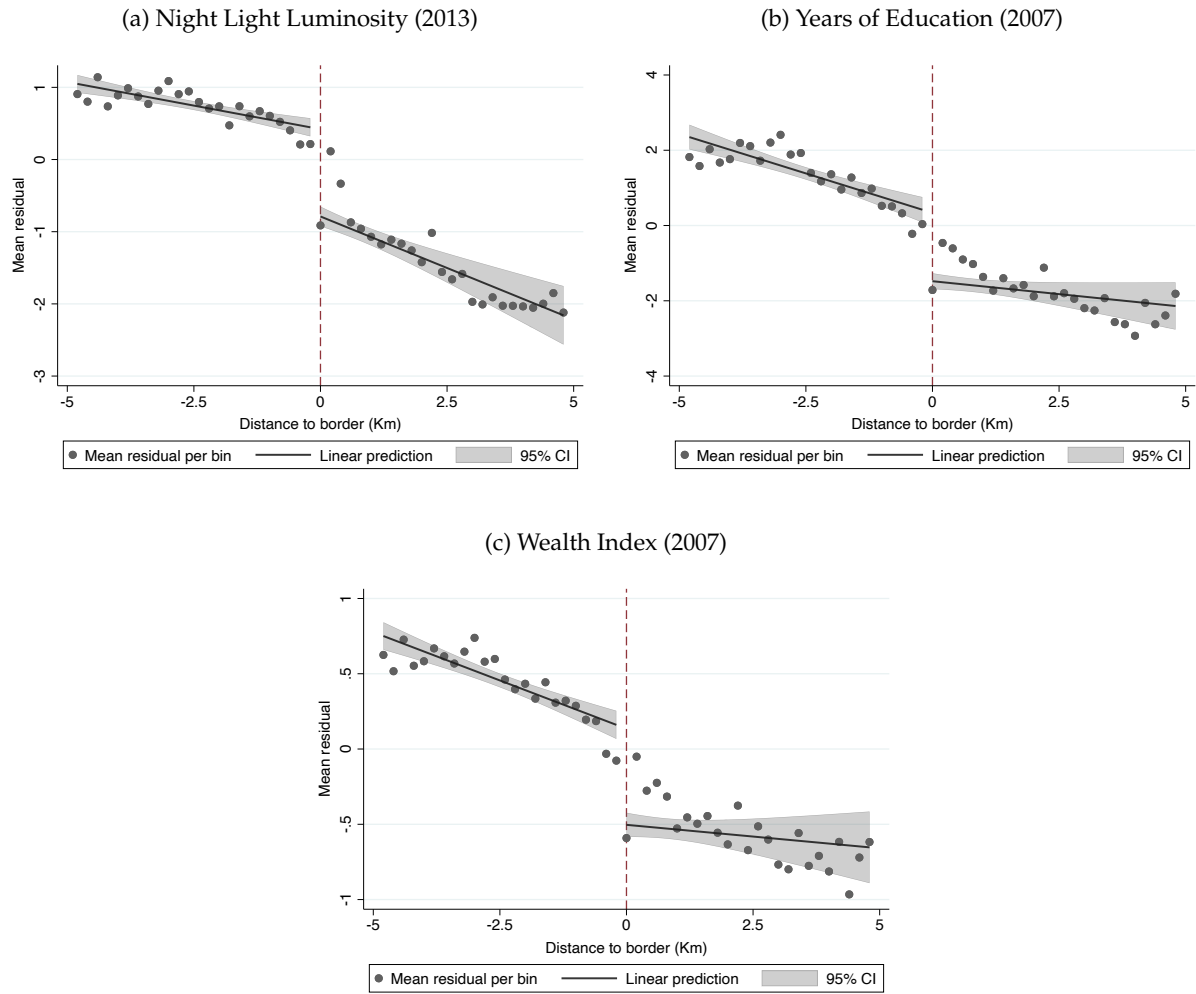 (a) Night Light Luminosity (2013)
Mean residual
1
0
-1
-2
-3
-5
-2.5
0
2.5
5
Distance to border (Km)
Mean residual per bin
Linear prediction
95% CI
(b) Years of Education (2007)
Mean residual
4
2
0
-2
-4
-5
-2.5
0
2.5
5
Distance to border (Km)
Mean residual per bin
Linear prediction
95% CI
(c) Wealth Index (2007)
Mean residual
1
.5
0
-.5
-1
-5
-2.5
0
2.5
5
Distance to border (Km)
Mean residual per bin
Linear prediction
95% CI